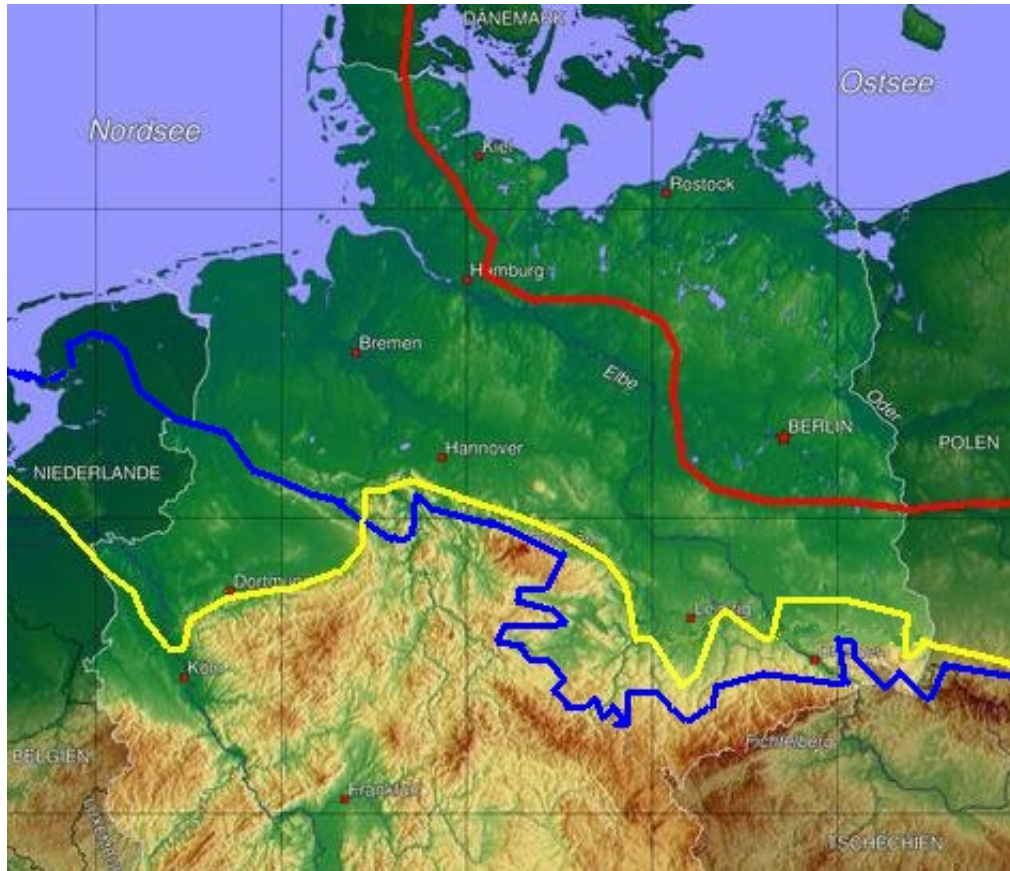 DÄNEMARK
Ostsee
Nordsee
Kiel
Rostock
Hamburg
Bremen
Elbe
Oder
BERLIN
POLEN
Hannover
NIEDERLANDE
Dortmund
Leipzig
Köln
Fichtelberg
BELGIEN
Frankfurt
TSCHECHIEN